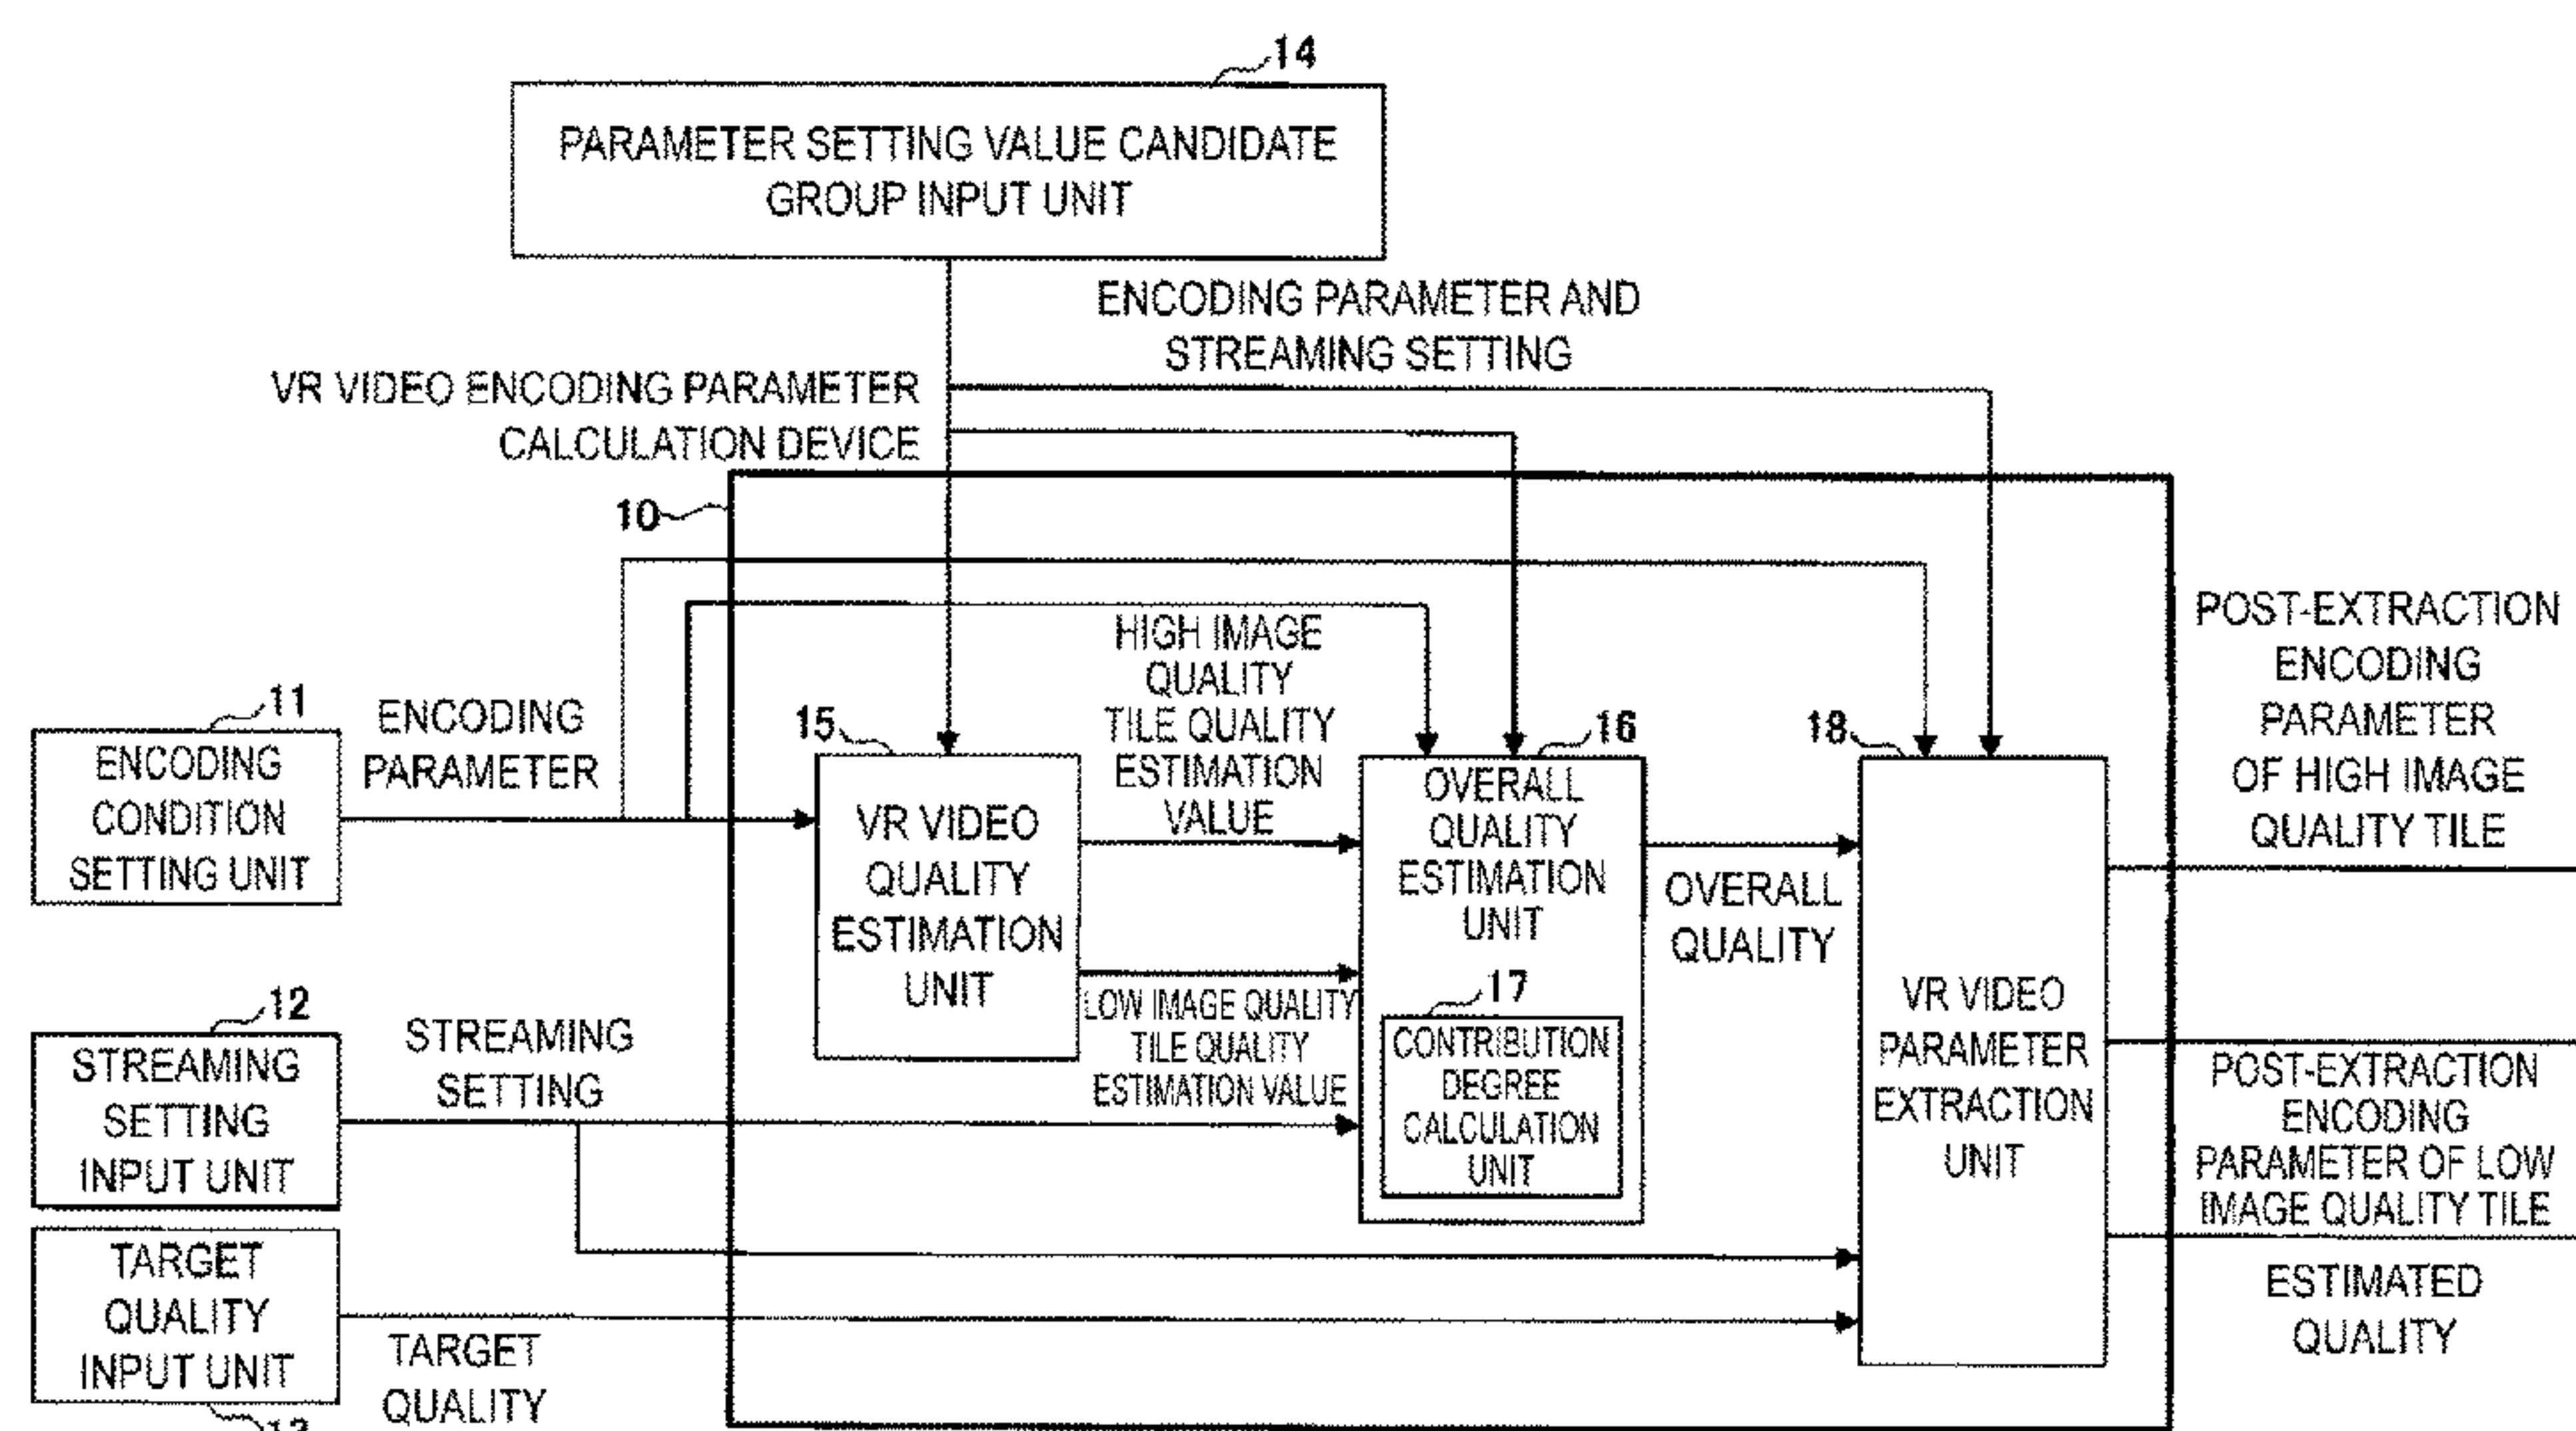 14
PARAMETER SETTING VALUE CANDIDATE
GROUP INPUT UNIT
ENCODING PARAMETER AND
STREAMING SETTING
VR VIDEO ENCODING PARAMETER
CALCULATION DEVICE
10
11
ENCODING
CONDITION
SETTING UNIT
ENCODING
PARAMETER
12
STREAMING
SETTING
INPUT UNIT
STREAMING
SETTING
TARGET
QUALITY
INPUT UNIT
13
TARGET
QUALITY
15
VR VIDEO
QUALITY
ESTIMATION
UNIT
HIGH IMAGE
QUALITY
TILE QUALITY
ESTIMATION
VALUE
LOW IMAGE QUALITY
TILE QUALITY
ESTIMATION VALUE
16
OVERALL
QUALITY
ESTIMATION
UNIT
17
CONTRIBUTION
DEGREE
CALCULATION
UNIT
OVERALL
QUALITY
18
VR VIDEO
PARAMETER
EXTRACTION
UNIT
POST-EXTRACTION
ENCODING
PARAMETER
OF HIGH IMAGE
QUALITY TILE
POST-EXTRACTION
ENCODING
PARAMETER OF LOW
IMAGE QUALITY TILE
ESTIMATED
QUALITY